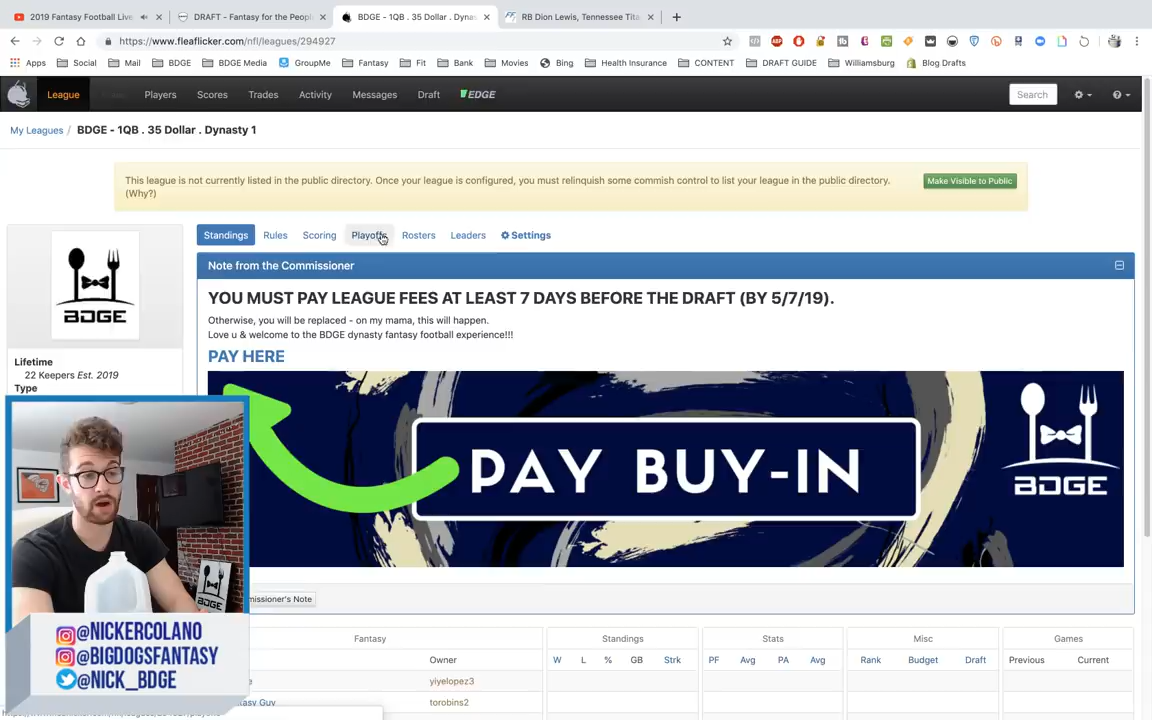 2019 Fantasy Football Live
DRAFT - Fantasy for the Peopl
BDGE - 1QB . 35 Dollar . Dynas
RB Dion Lewis, Tennessee Tita
https://www.fleaflicker.com/nfl/leagues/294927
Apps Social Mail BDGE BDGE Media GroupMe Fantasy Fit Bank Movies Bing Health Insurance CONTENT DRAFT GUIDE Williamsburg Blog Drafts
League Players Scores Trades Activity Messages Draft EDGE Search
My Leagues / BDGE - 1QB . 35 Dollar . Dynasty 1
This league is not currently listed in the public directory. Once your league is configured, you must relinquish some commish control to list your league in the public directory.
(Why?)
Make Visible to Public
Standings Rules Scoring Playoffs Rosters Leaders Settings
BDGE
Lifetime
22 Keepers Est. 2019
Type
Note from the Commissioner
YOU MUST PAY LEAGUE FEES AT LEAST 7 DAYS BEFORE THE DRAFT (BY 5/7/19).
Otherwise, you will be replaced - on my mama, this will happen.
Love u & welcome to the BDGE dynasty fantasy football experience!!!
PAY HERE
PAY BUY-IN
BDGE
missioner's Note
Fantasy Standings Stats Misc Games
Owner W L % GB Strk PF Avg PA Avg Rank Budget Draft Previous Current
yiyelopez3
tasy Guy torobins2
BDGE
@NICKERCOLANO
@BIGDOGSFANTASY
@NICK_BDGE